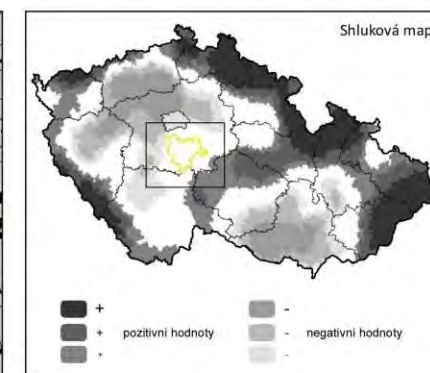 Shluková map
+ -
+ pozitivní hodnoty - negativní hodnoty
+ -